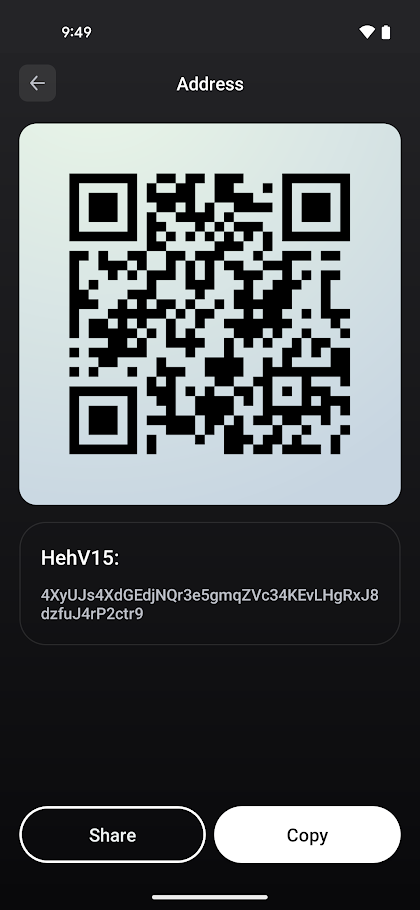 9:49
Address
HehV15:
4XyUJs4XdGEdjNQr3e5gmqZVc34KEvLHgRxJ8
dzfuJ4rP2ctr9
Share
Copy